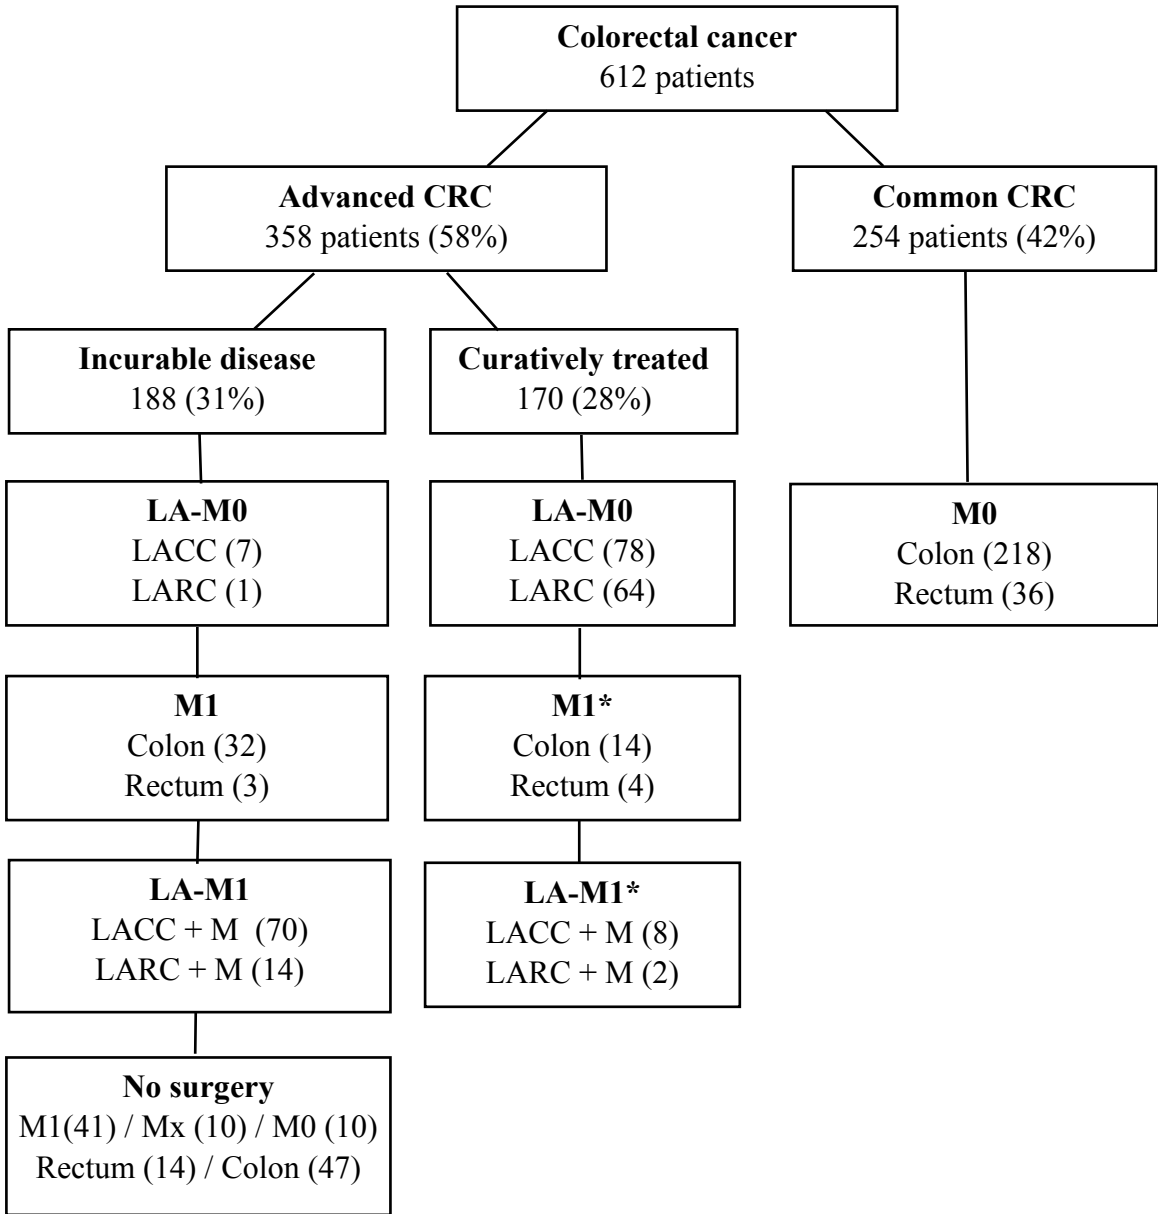 Colorectal cancer
612 patients
Advanced CRC
358 patients (58%)
Common CRC
254 patients (42%)
Incurable disease
188 (31%)
Curatively treated
170 (28%)
LA-M0
LACC (7)
LARC (1)
LA-M0
LACC (78)
LARC (64)
M0
Colon (218)
Rectum (36)
M1
Colon (32)
Rectum (3)
M1*
Colon (14)
Rectum (4)
LA-M1
LACC + M (70)
LARC + M (14)
LA-M1*
LACC + M (8)
LARC + M (2)
No surgery
M1(41) / Mx (10) / M0 (10)
Rectum (14) / Colon (47)